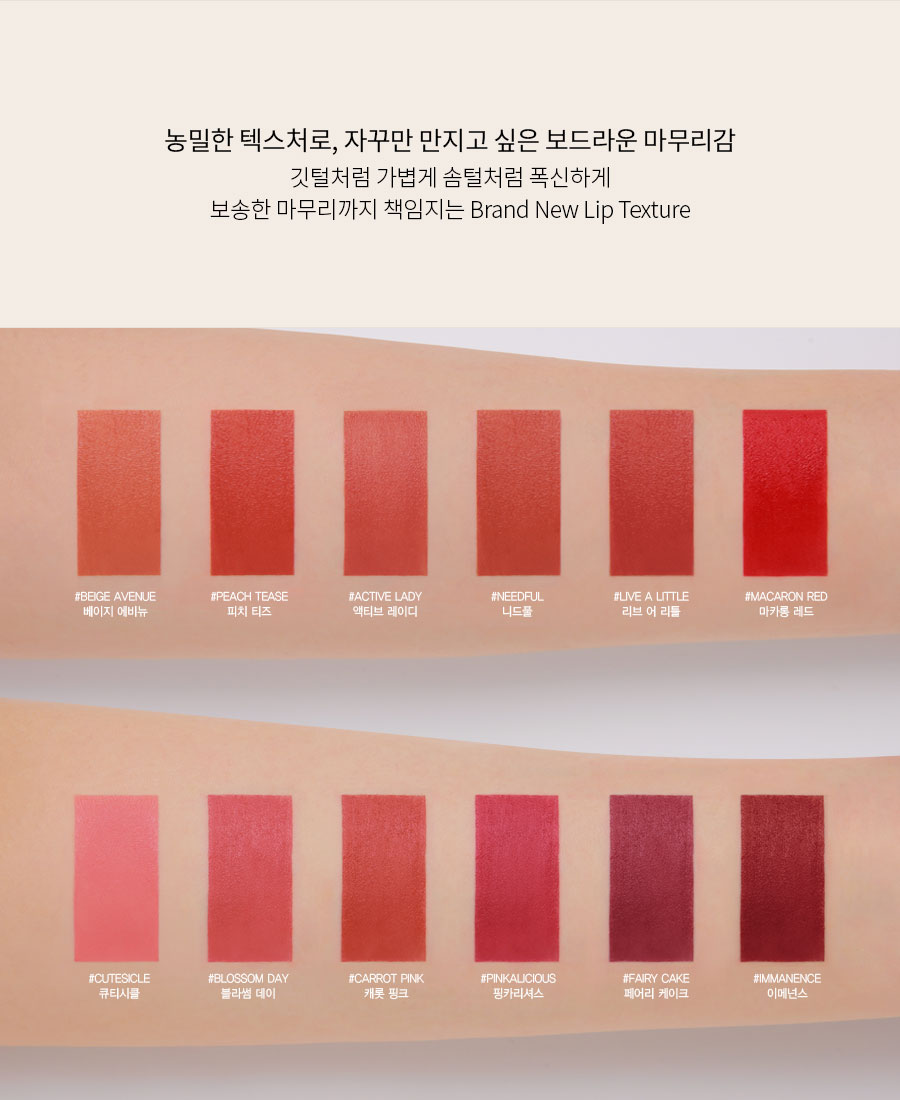 농밀한 텍스처로, 자꾸만 만지고 싶은 보드라운 마무리감
깃털처럼 가볍게 솜털처럼 폭신하게
보송한 마무리까지 책임지는 Brand New Lip Texture
#BEIGE AVENUE
베이지 에비뉴
#PEACH TEASE
피치 티즈
#ACTIVE LADY
액티브 레이디
#NEEDFUL
니드풀
#LIVE A LITTLE
리브 어 리틀
#MACARON RED
마카롱 레드
#CUTESICLE
큐티시클
#BLOSSOM DAY
블라썸 데이
#CARROT PINK
캐롯 핑크
#PINKALICIOUS
핑카리셔스
#FAIRY CAKE
페어리 케이크
#IMMANENCE
이메넌스